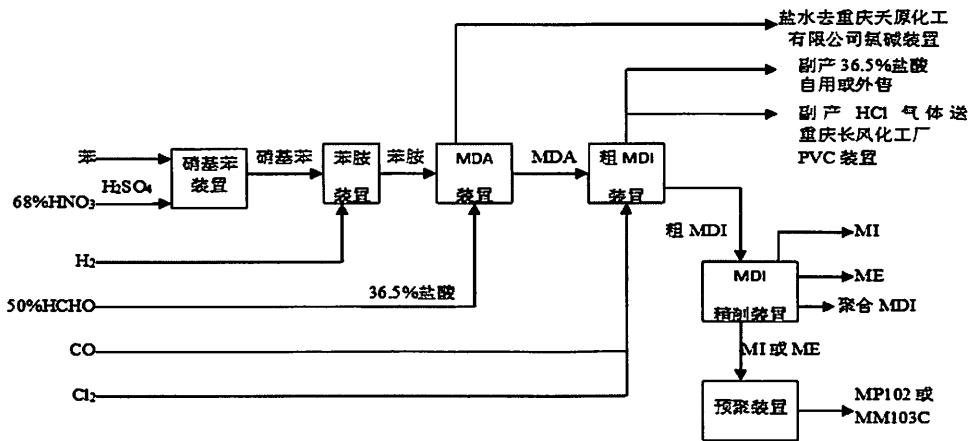 盐水去重庆天原化工
有限公司氯碱装置
副产36.5%盐酸
自用或外售
副产 HCl 气体送
重庆长风化工厂
PVC 装置
苯
硝基苯
苯胺
H₂SO₄
68%HNO₃
硝基苯
装置
苯胺
装置
MDA
装置
MDA
粗 MDI
装置
粗 MDI
H₂
50%HCHO
36.5%盐酸
CO
Cl₂
MDI
精制装置
MI
ME
聚合 MDI
MI 或 ME
预聚装置
MP102 或
MM103C